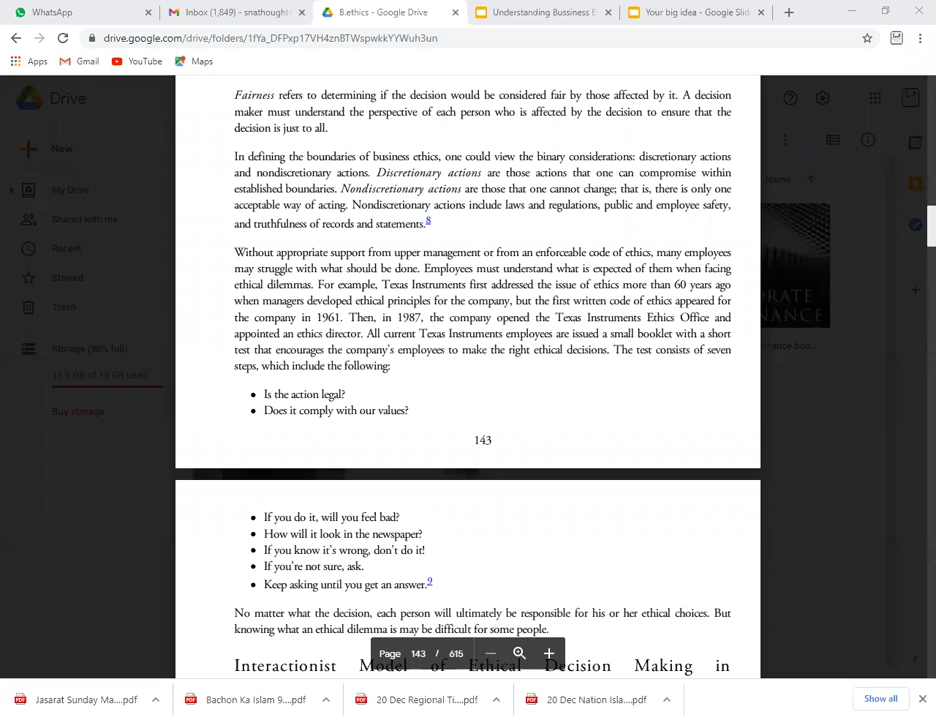 WhatsApp
Inbox (1,849) - snathought
B.ethics - Google Drive
Understanding Bussiness E
Your big idea - Google Slid
drive.google.com/drive/folders/1fYa_DFPxp17VH4znBTWspwkkYYWuh3un
Apps
Gmail
YouTube
Maps
Drive
New
My Drive
Shared with me
Recent
Starred
Trash
Storage (90% full)
13.6 GB of 15 GB used
Buy storage
Name
Fairness refers to determining if the decision would be considered fair by those affected by it. A decision
maker must understand the perspective of each person who is affected by the decision to ensure that the
decision is just to all.
In defining the boundaries of business ethics, one could view the binary considerations: discretionary actions
and nondiscretionary actions. Discretionary actions are those actions that one can compromise within
established boundaries. Nondiscretionary actions are those that one cannot change; that is, there is only one
acceptable way of acting. Nondiscretionary actions include laws and regulations, public and employee safety,
and truthfulness of records and statements.8
Without appropriate support from upper management or from an enforceable code of ethics, many employees
may struggle with what should be done. Employees must understand what is expected of them when facing
ethical dilemmas. For example, Texas Instruments first addressed the issue of ethics more than 60 years ago
when managers developed ethical principles for the company, but the first written code of ethics appeared for
the company in 1961. Then, in 1987, the company opened the Texas Instruments Ethics Office and
appointed an ethics director. All current Texas Instruments employees are issued a small booklet with a short
test that encourages the company's employees to make the right ethical decisions. The test consists of seven
steps, which include the following:
• Is the action legal?
• Does it comply with our values?
143
• If you do it, will you feel bad?
• How will it look in the newspaper?
• If you know it's wrong, don't do it!
• If you're not sure, ask.
• Keep asking until you get an answer.9
No matter what the decision, each person will ultimately be responsible for his or her ethical choices. But
knowing what an ethical dilemma is may be difficult for some people.
Interactionist Model of Ethical Decision Making in
Page 143 / 615
Jasarat Sunday Ma....pdf
Bachon Ka Islam 9....pdf
20 Dec Regional Ti....pdf
20 Dec Nation Isla....pdf
Show all